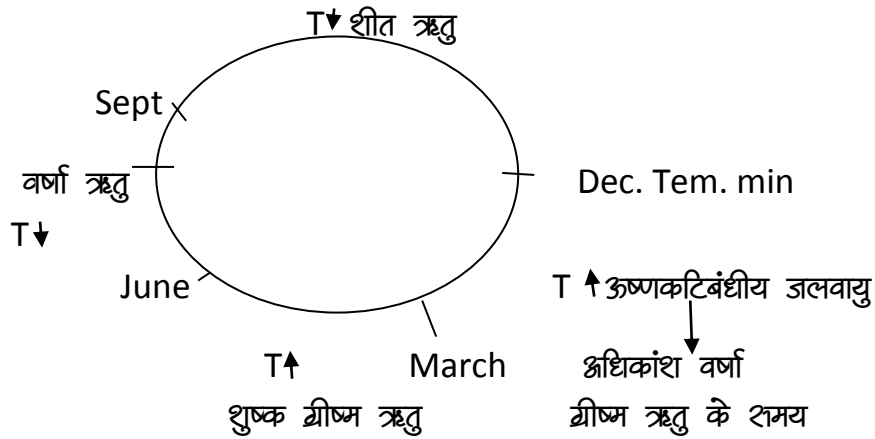 T↓ शीत ऋतु
Sept
वर्षा ऋतु
T↓
Dec. Tem. min
June
T↑ ऊष्णकटिबंधीय जलवायु
T↑
March
अधिकांश वर्षा
शुष्क ग्रीष्म ऋतु
ग्रीष्म ऋतु के समय